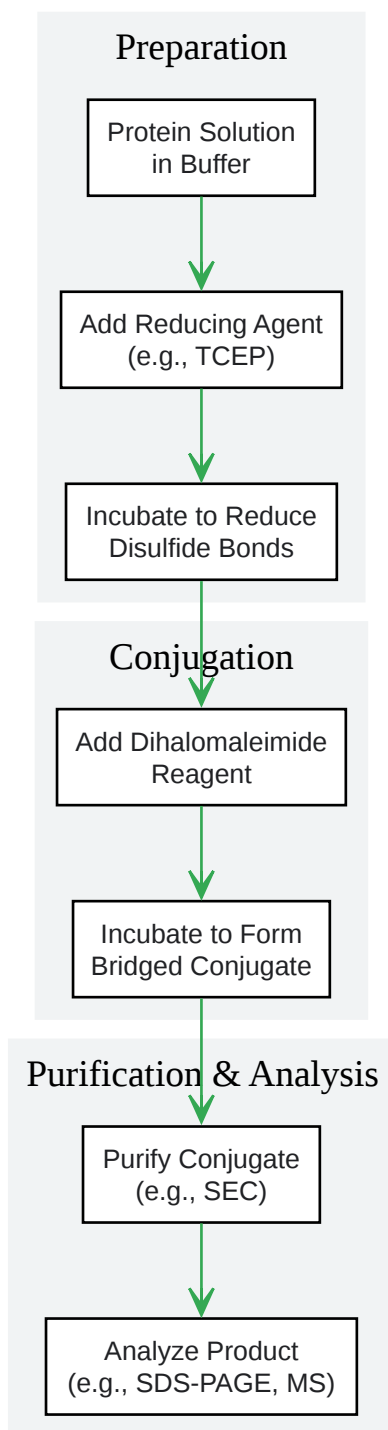 Preparation
Protein Solution
in Buffer
Add Reducing Agent
(e.g., TCEP)
Incubate to Reduce
Disulfide Bonds
Conjugation
Add Dihalomaleimide
Reagent
Incubate to Form
Bridged Conjugate
Purification & Analysis
Purify Conjugate
(e.g., SEC)
Analyze Product
(e.g., SDS-PAGE, MS)